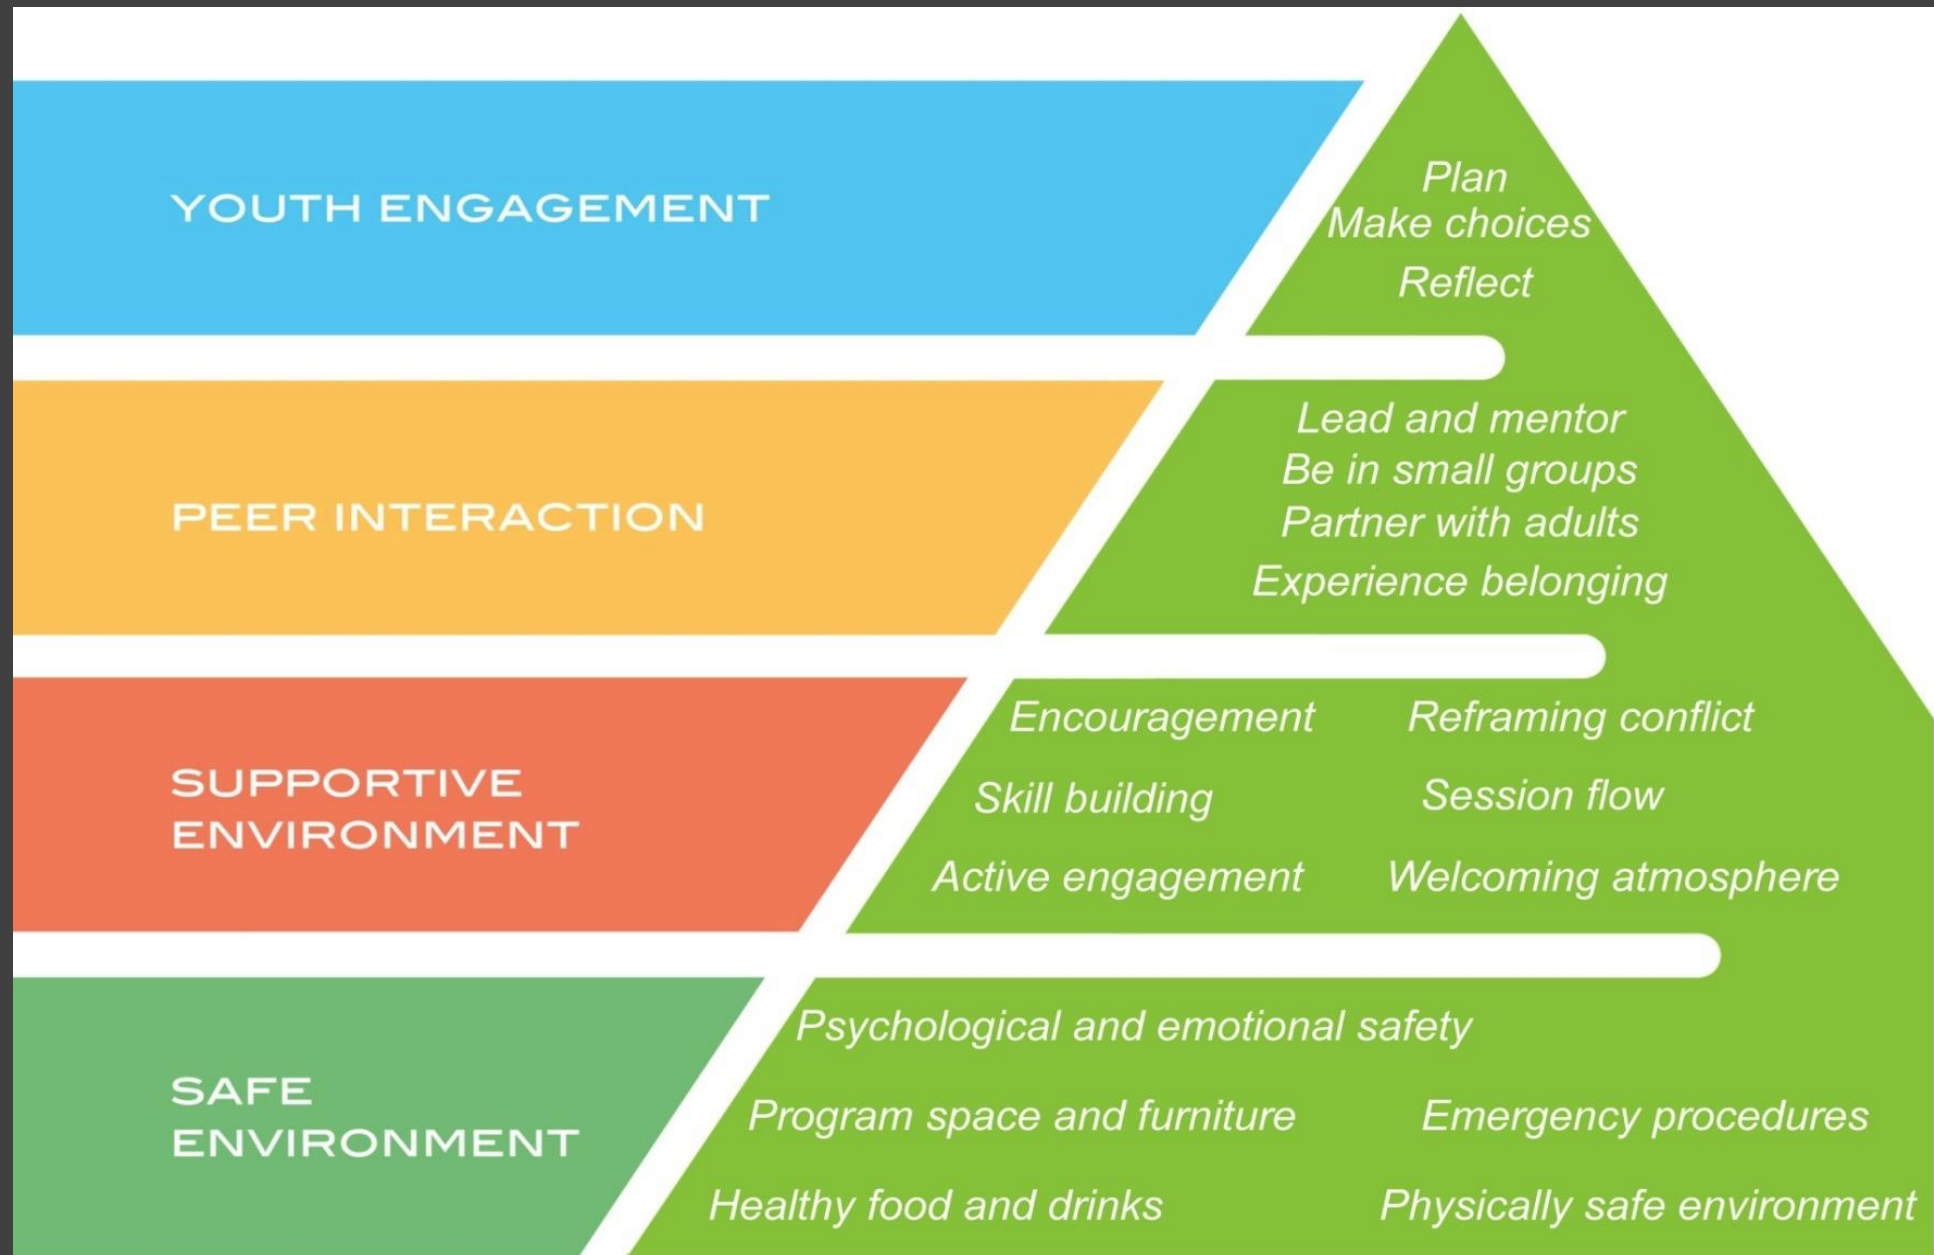 YOUTH ENGAGEMENT
Plan
Make choices
Reflect
PEER INTERACTION
Lead and mentor
Be in small groups
Partner with adults
Experience belonging
SUPPORTIVE
ENVIRONMENT
Encouragement Reframing conflict
Skill building Session flow
Active engagement Welcoming atmosphere
SAFE
ENVIRONMENT
Psychological and emotional safety
Program space and furniture Emergency procedures
Healthy food and drinks Physically safe environment